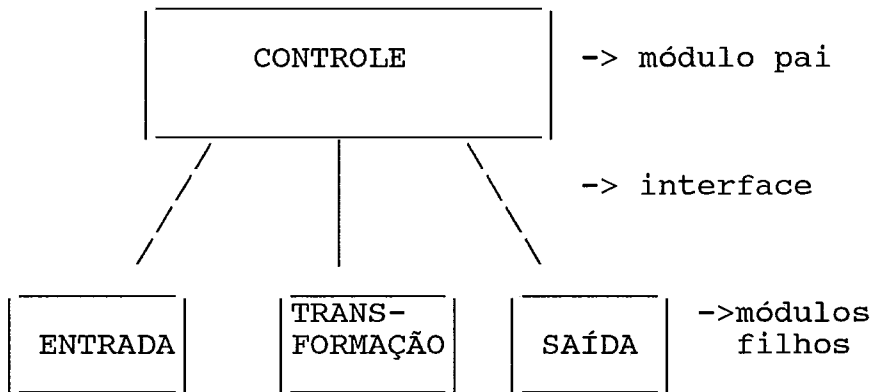 CONTROLE -> módulo pai
-> interface
TRANS- ->módulos
ENTRADA FORMAÇÃO SAÍDA filhos